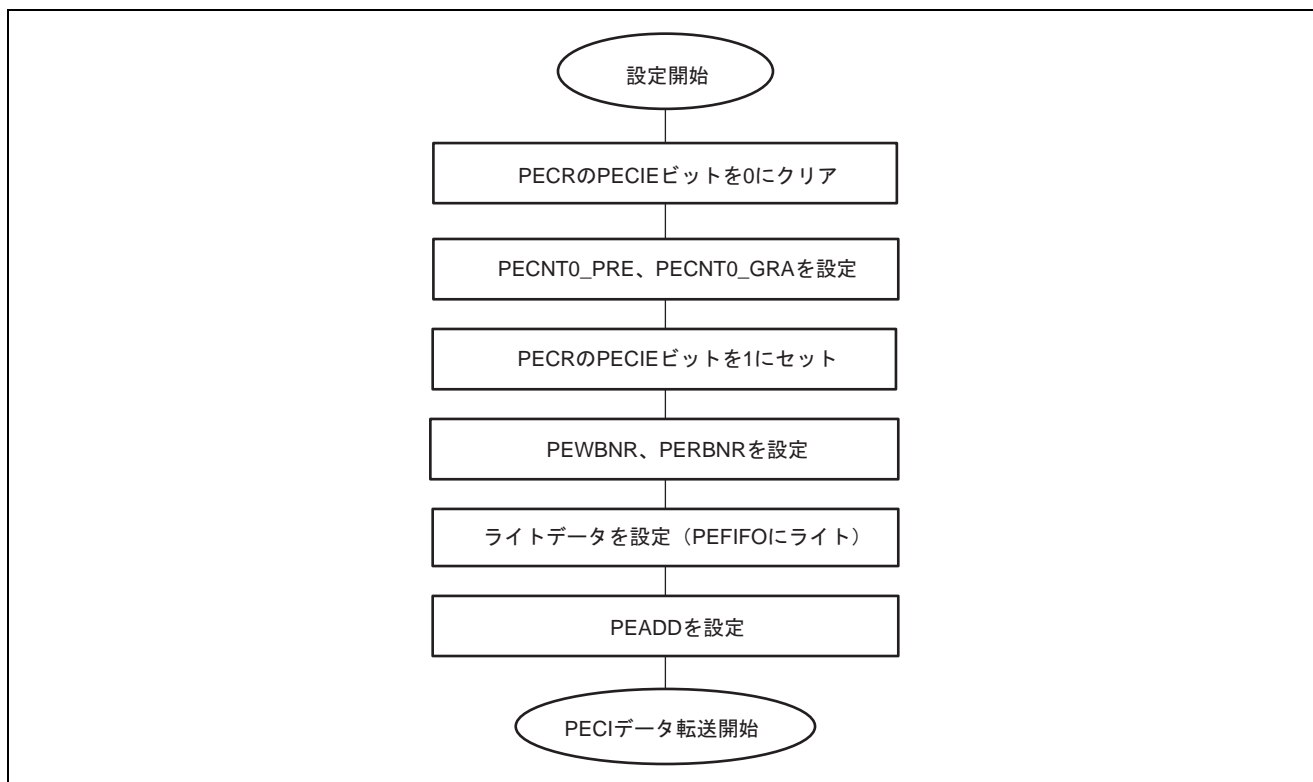 設定開始
PECRのPECIEビットを0にクリア
PECNT0_PRE、PECNT0_GRAを設定
PECRのPECIEビットを1にセット
PEWBNR、PERBNRを設定
ライトデータを設定（PEFIFOにライト）
PEADDを設定
PECIデータ転送開始